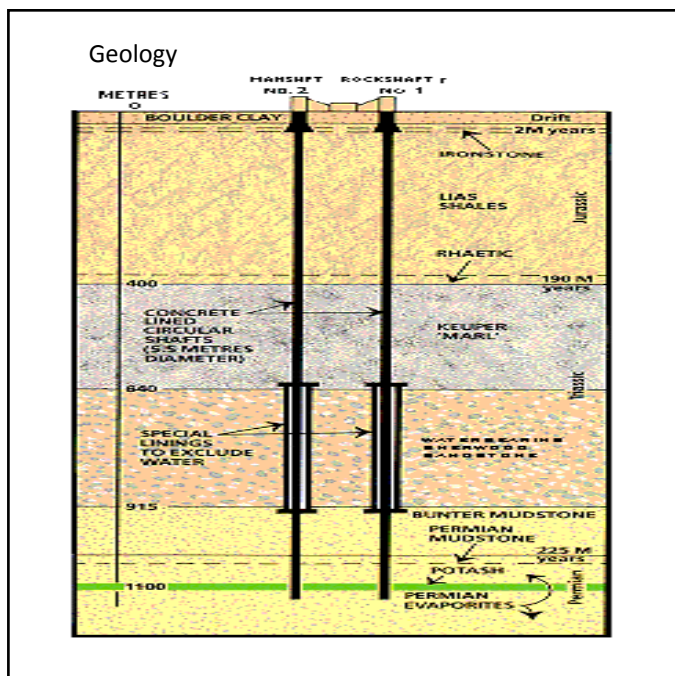 Geology
MANSHFT ROCKSHAFT
NO. 2 NO 1
METRES
0
BOULDER CLAY
Drift
2M years
IRONSTONE
LIAS
SHALES
Jurassic
RHAETIC
400
190 M
years
CONCRETE
LINED
CIRCULAR
SHAFTS
(5.5 METRES
DIAMETER)
KEUPER
'MARL'
Triassic
640
SPECIAL
LININGS
TO EXCLUDE
WATER
WATER BEARING
SHERWOOD
SANDSTONE
915
BUNTER MUDSTONE
PERMIAN
MUDSTONE
225 M
years
POTASH
1100
PERMIAN
EVAPORITES
Permian